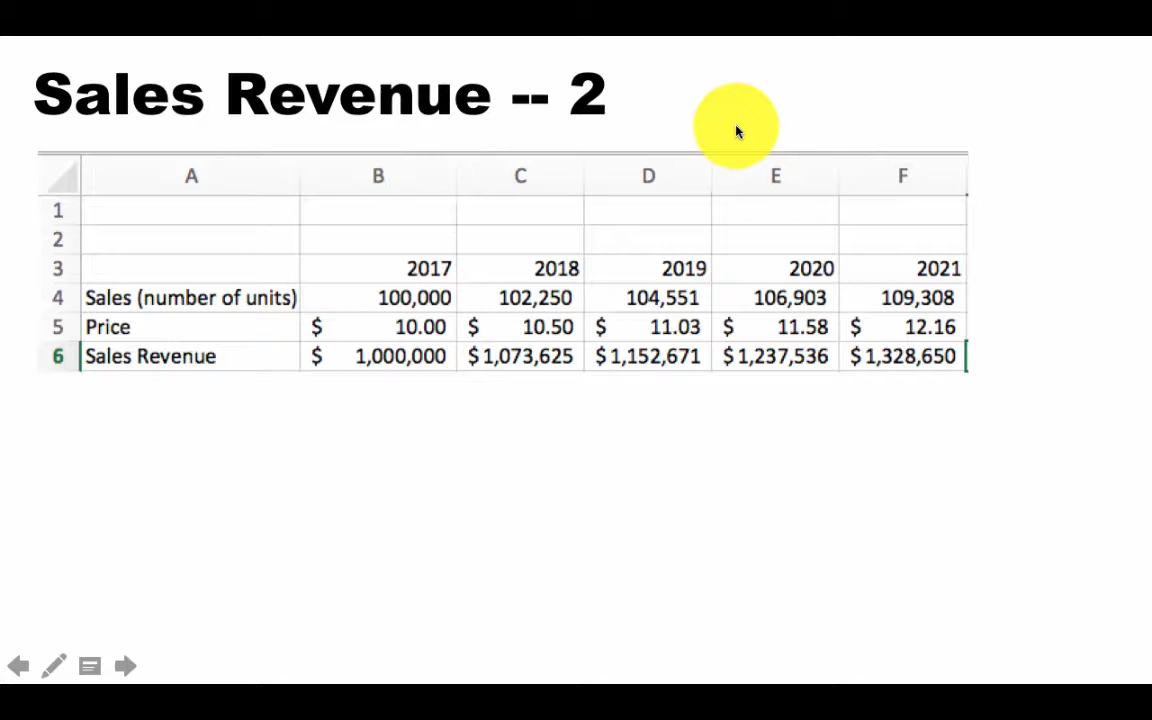 Sales Revenue -- 2
A B C D E F
1
2
3 2017 2018 2019 2020 2021
4 Sales (number of units) 100,000 102,250 104,551 106,903 109,308
5 Price $ 10.00 $ 10.50 $ 11.03 $ 11.58 $ 12.16
6 Sales Revenue $ 1,000,000 $1,073,625 $1,152,671 $1,237,536 $1,328,650